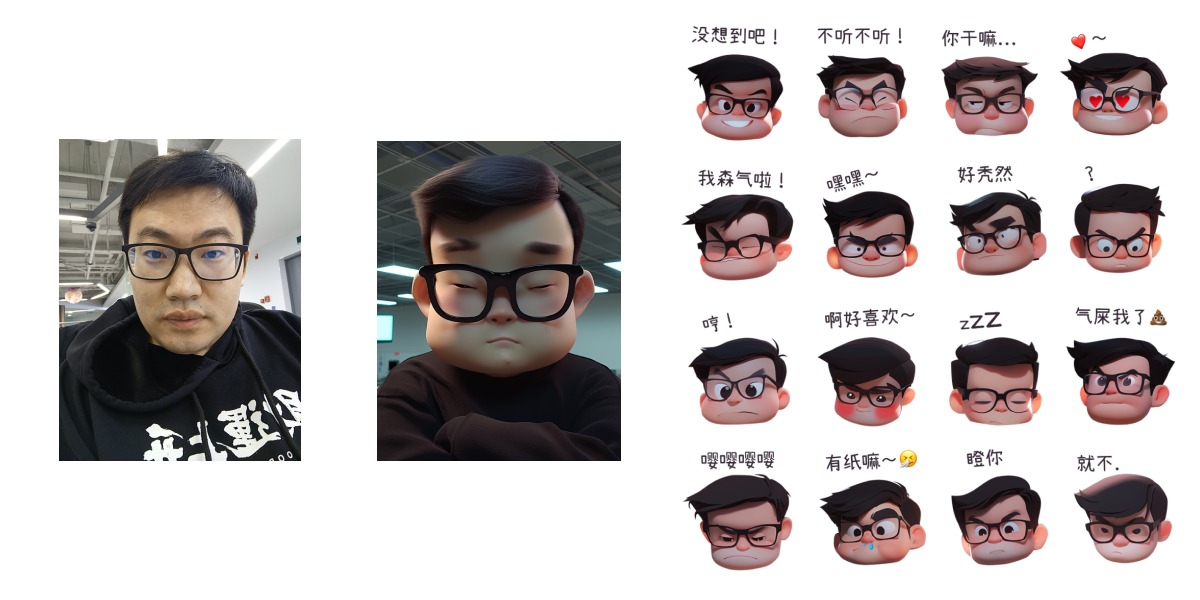 没想到吧！
不听不听！
你干嘛...
～
我森气啦！
嘿嘿～
好秃然
？
哼！
啊好喜欢～
zZZ
气屎我了
嘤嘤嘤嘤
有纸嘛～
瞪你
就不.